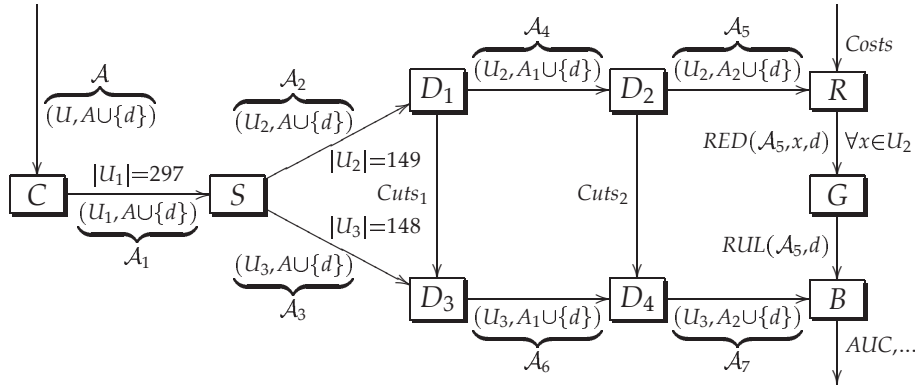 𝒜
(U, A∪{d})
C
|U₁|=297
(U₁, A∪{d})
𝒜₁
S
𝒜₂
(U₂, A∪{d})
|U₂|=149
|U₃|=148
(U₃, A∪{d})
𝒜₃
D₁
Cuts₁
D₃
𝒜₄
(U₂, A₁∪{d})
D₂
Cuts₂
D₄
(U₃, A₁∪{d})
𝒜₆
𝒜₅
(U₂, A₂∪{d})
(U₃, A₂∪{d})
𝒜₇
Costs
R
RED(𝒜₅,x,d) ∀x∈U₂
G
RUL(𝒜₅,d)
B
AUC,...